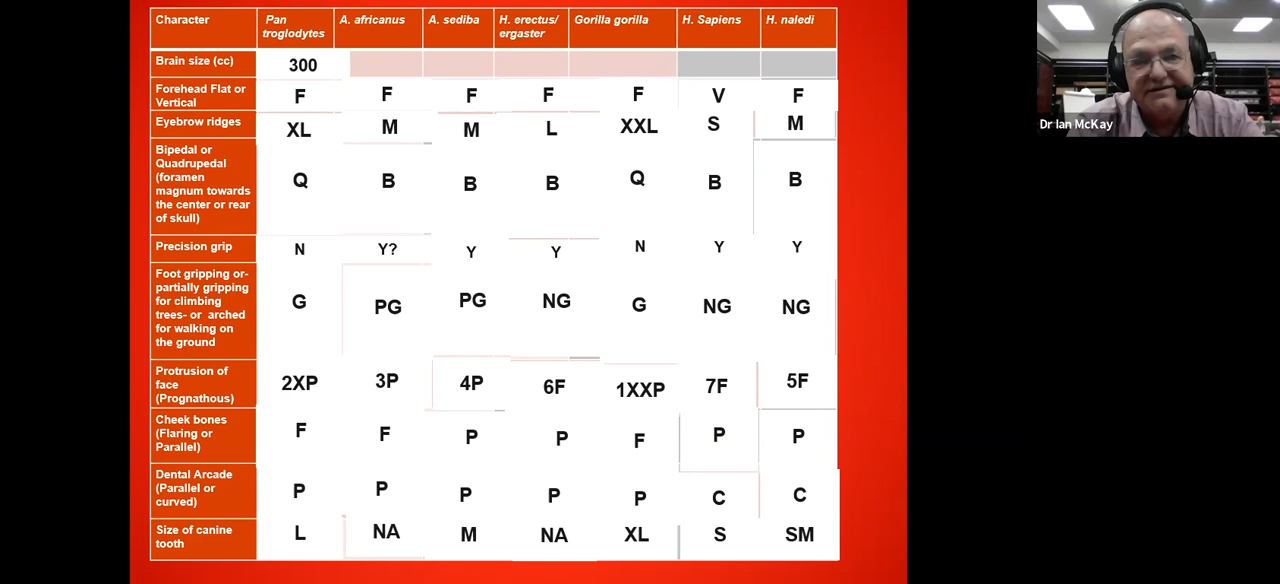 Character Pan troglodytes A. africanus A. sediba H. erectus/ ergaster Gorilla gorilla H. Sapiens H. naledi
Brain size (cc) 300
Forehead Flat or Vertical F F F F F V F
Eyebrow ridges XL M M L XXL S M
Bipedal or
Quadrupedal
(foramen
magnum towards
the center or rear
of skull) Q B B B Q B B
Precision grip N Y? Y Y N Y Y
Foot gripping or-
partially gripping
for climbing
trees- or arched
for walking on
the ground G PG PG NG G NG NG
Protrusion of
face
(Prognathous) 2XP 3P 4P 6F 1XXP 7F 5F
Cheek bones
(Flaring or
Parallel) F F P P F P P
Dental Arcade
(Parallel or
curved) P P P P P C C
Size of canine
tooth L NA M NA XL S SM
Dr Ian McKay